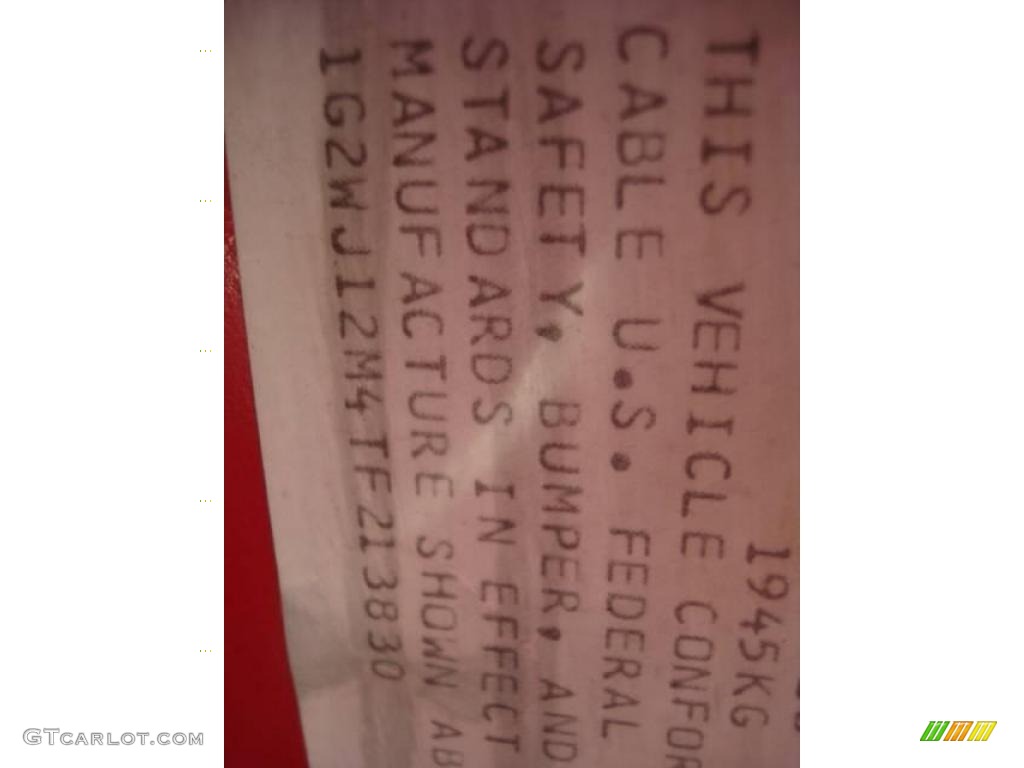 1945KG
THIS VEHICLE CONFOR
CABLE U.S. FEDERAL
SAFETY, BUMPER, AND
STANDARDS IN EFFECT
MANUFACTURE SHOWN AB
1G2WJ12M4TF213830
GTCARLOT.COM